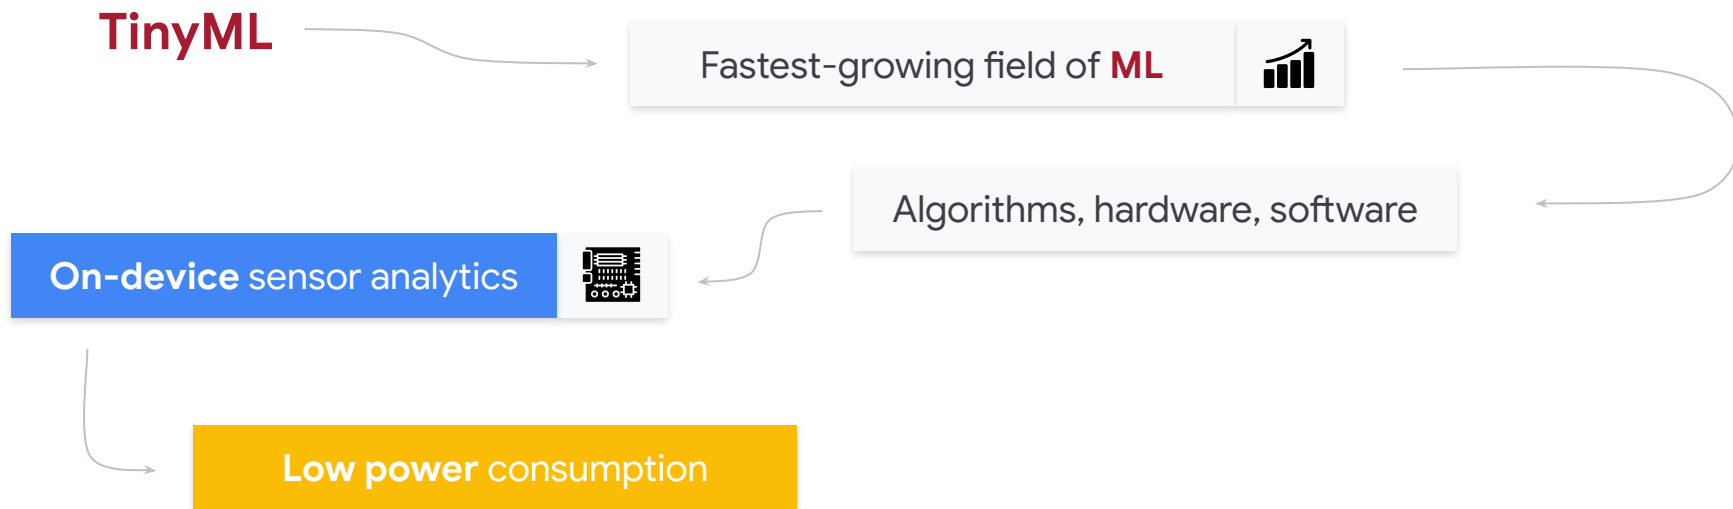 TinyML
Fastest-growing field of ML
Algorithms, hardware, software
On-device sensor analytics
Low power consumption